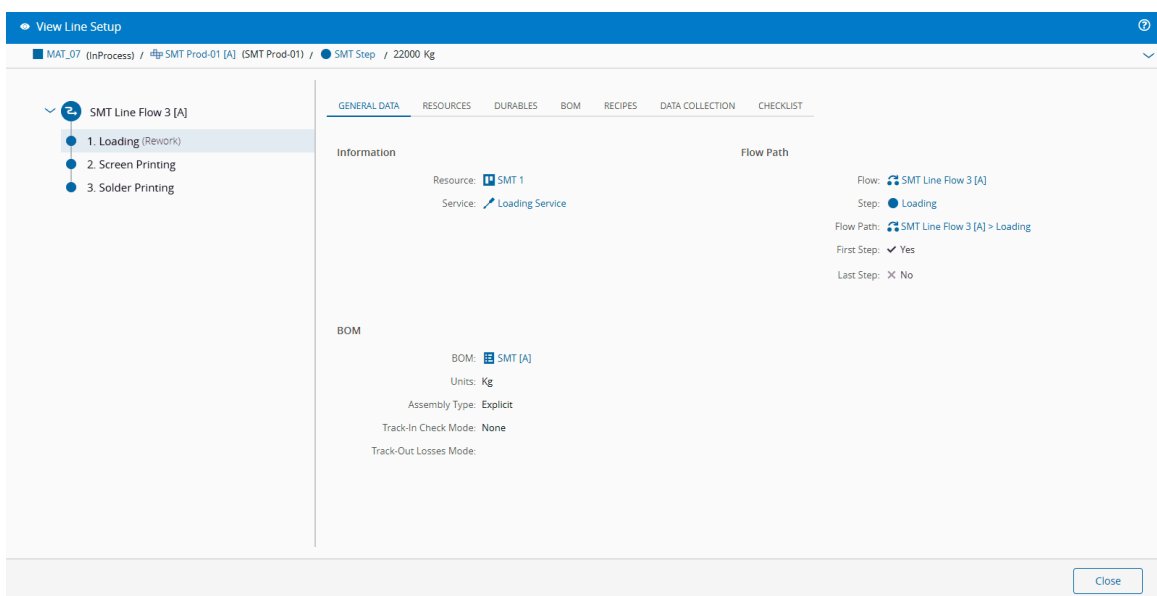 View Line Setup
MAT_07 (InProcess) / SMT Prod-01 [A] (SMT Prod-01) / SMT Step / 22000 Kg
SMT Line Flow 3 [A]
1. Loading (Rework)
2. Screen Printing
3. Solder Printing
GENERAL DATA RESOURCES DURABLES BOM RECIPES DATA COLLECTION CHECKLIST
Information
Resource: SMT 1
Service: Loading Service
Flow Path
Flow: SMT Line Flow 3 [A]
Step: Loading
Flow Path: SMT Line Flow 3 [A] > Loading
First Step: Yes
Last Step: No
BOM
BOM: SMT [A]
Units: Kg
Assembly Type: Explicit
Track-In Check Mode: None
Track-Out Losses Mode:
Close